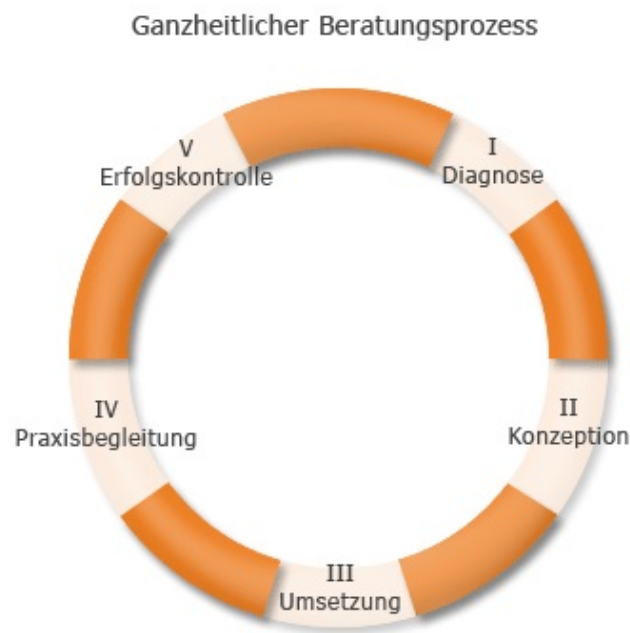 Ganzheitlicher Beratungsprozess
I
Diagnose
II
Konzeption
III
Umsetzung
IV
Praxisbegleitung
V
Erfolgskontrolle